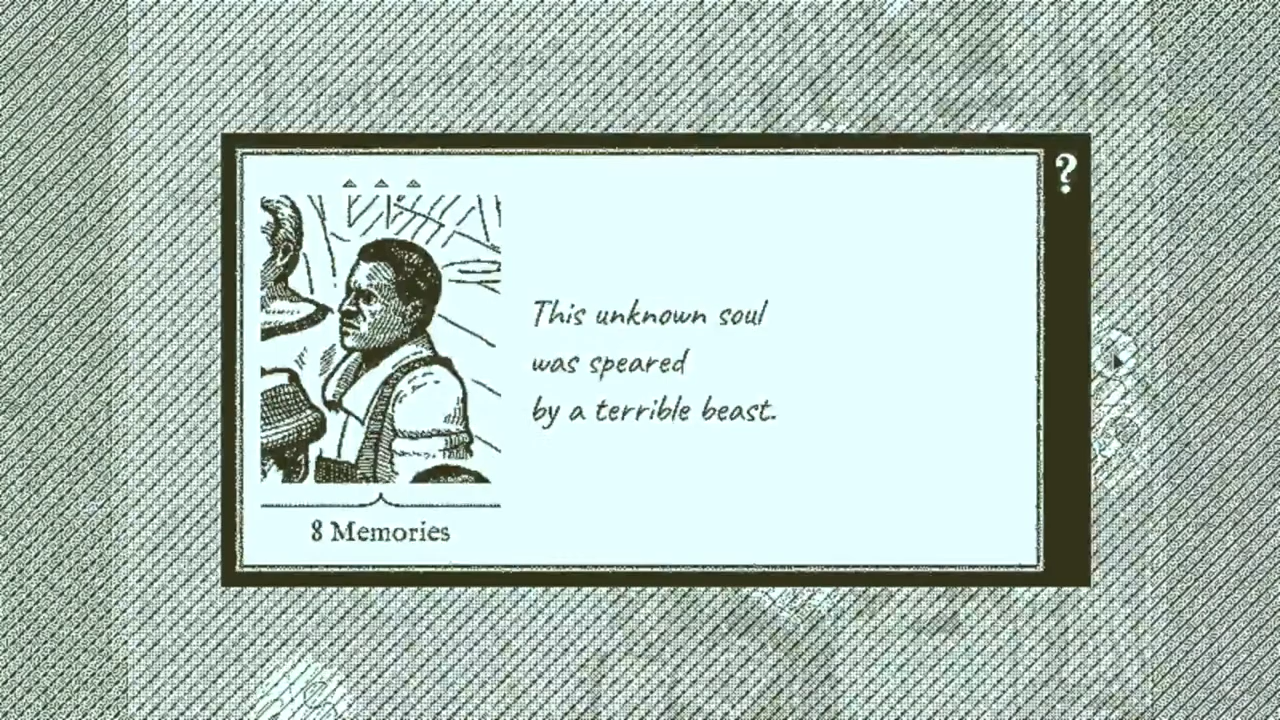 ?
This unknown soul
was speared
by a terrible beast.
8 Memories